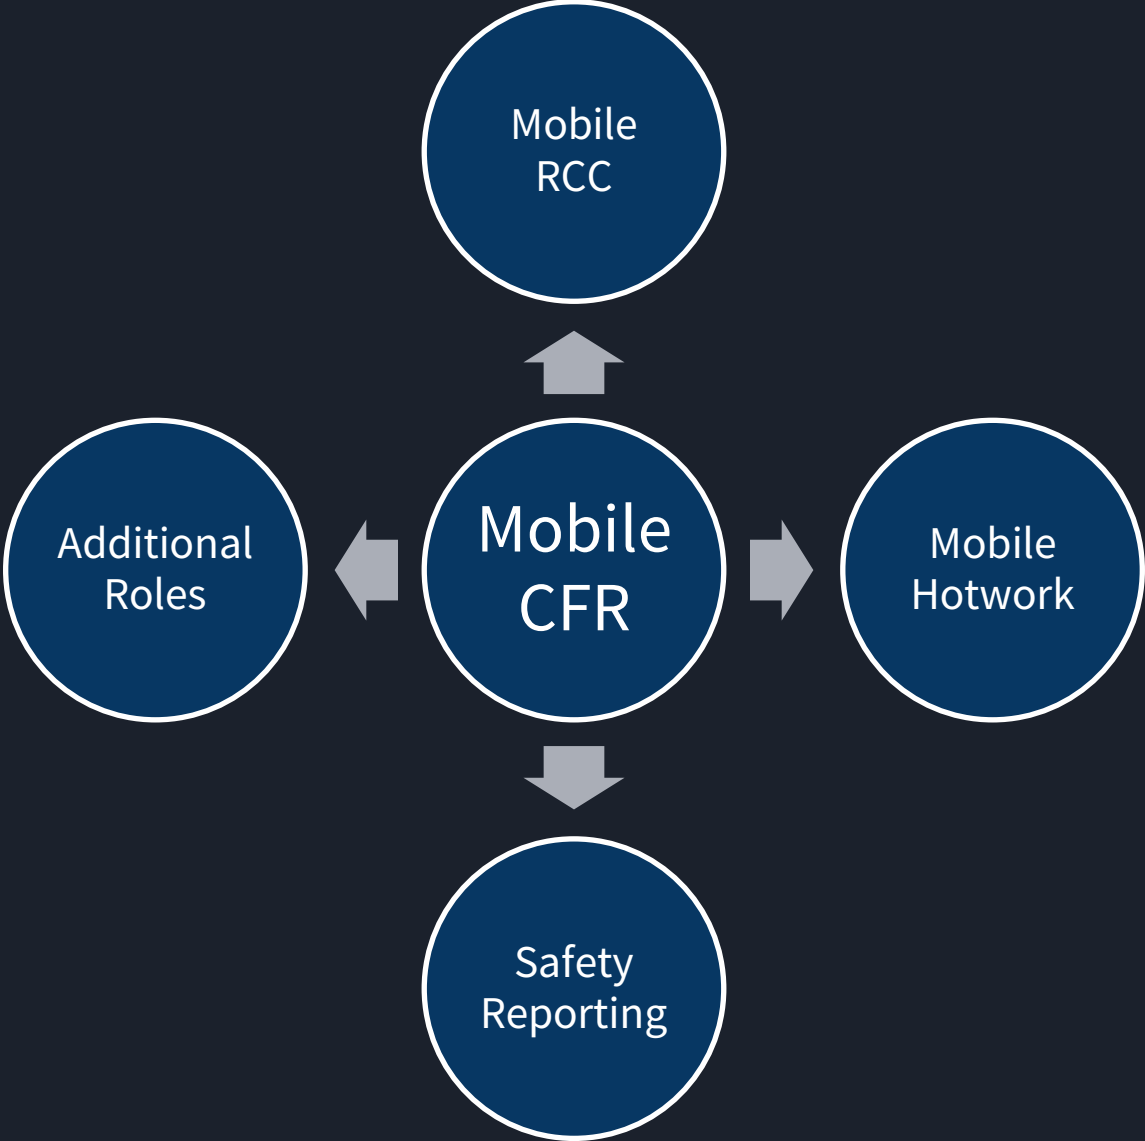 Mobile
RCC
Additional
Roles
Mobile
CFR
Mobile
Hotwork
Safety
Reporting